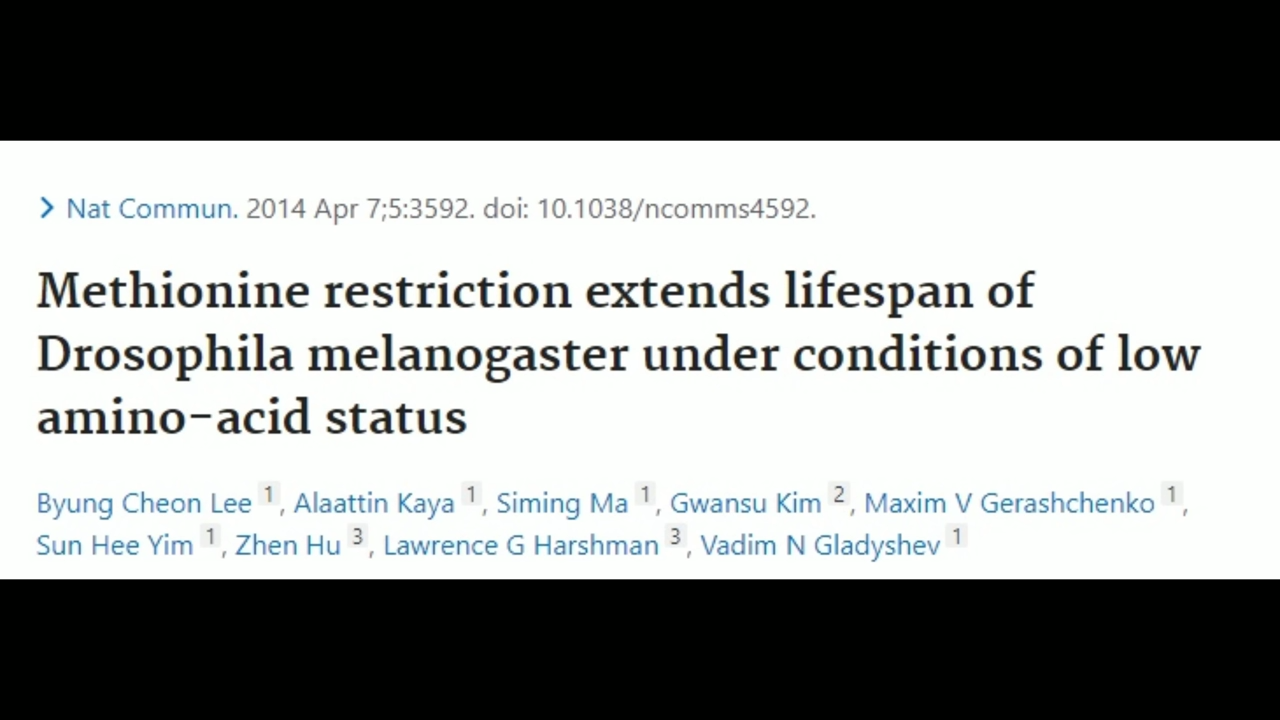 > Nat Commun. 2014 Apr 7;5:3592. doi: 10.1038/ncomms4592.
Methionine restriction extends lifespan of
Drosophila melanogaster under conditions of low
amino-acid status
Byung Cheon Lee 1, Alaattin Kaya 1, Siming Ma 1, Gwansu Kim 2, Maxim V Gerashchenko 1,
Sun Hee Yim 1, Zhen Hu 3, Lawrence G Harshman 3, Vadim N Gladyshev 1